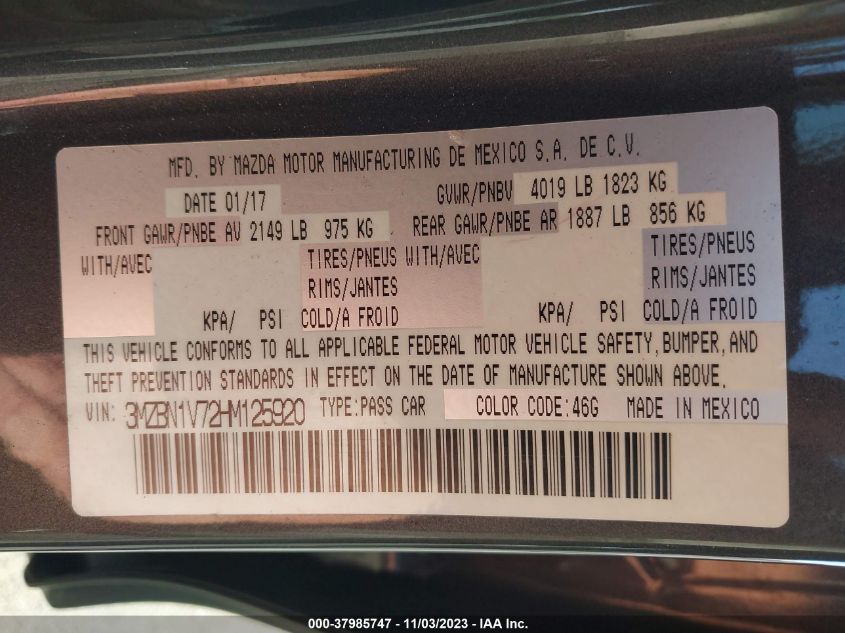 MFD. BY MAZDA MOTOR MANUFACTURING DE MEXICO S.A. DE C.V.
DATE 01/17 GVWR/PNBV 4019 LB 1823 KG
FRONT GAWR/PNBE AV 2149 LB 975 KG REAR GAWR/PNBE AR 1887 LB 856 KG
WITH/AVEC TIRES/PNEUS WITH/AVEC TIRES/PNEUS
RIMS/JANTES RIMS/JANTES
KPA/ PSI COLD/A FROID KPA/ PSI COLD/A FROID
THIS VEHICLE CONFORMS TO ALL APPLICABLE FEDERAL MOTOR VEHICLE SAFETY, BUMPER, AND
THEFT PREVENTION STANDARDS IN EFFECT ON THE DATE OF MANUFACTURE SHOWN ABOVE.
VIN: 3MZBN1V72HM125920 TYPE:PASS CAR COLOR CODE:46G MADE IN MEXICO
000-37985747 - 11/03/2023 - IAA Inc.